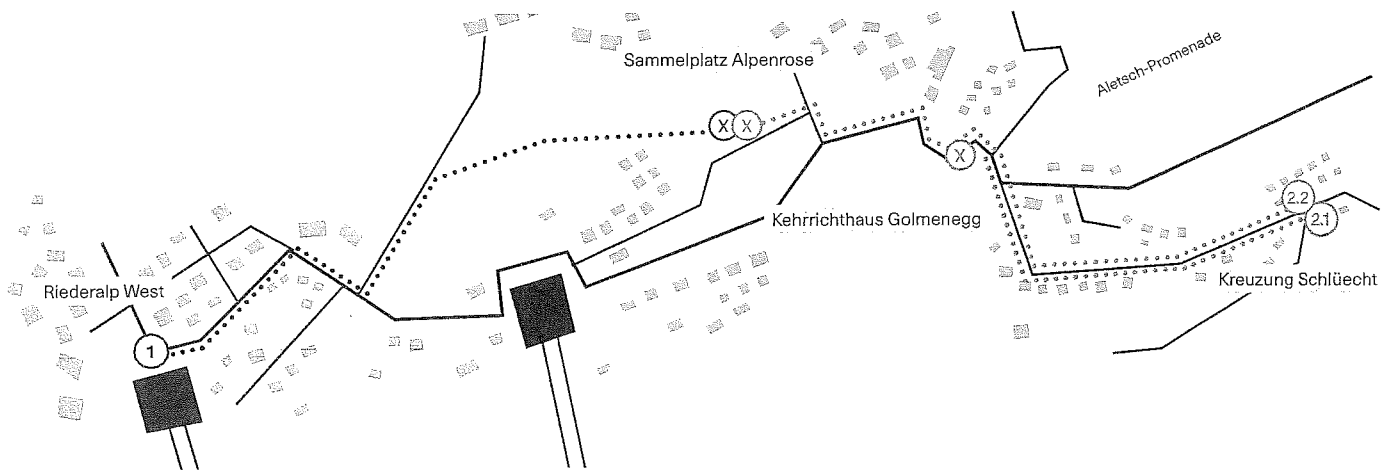 Sammelplatz Alpenrose
Aletsch-Promenade
X X
X
Kehrrichthaus Golmenegg
2.2
2.1
Riederalp West
Kreuzung Schlüecht
1